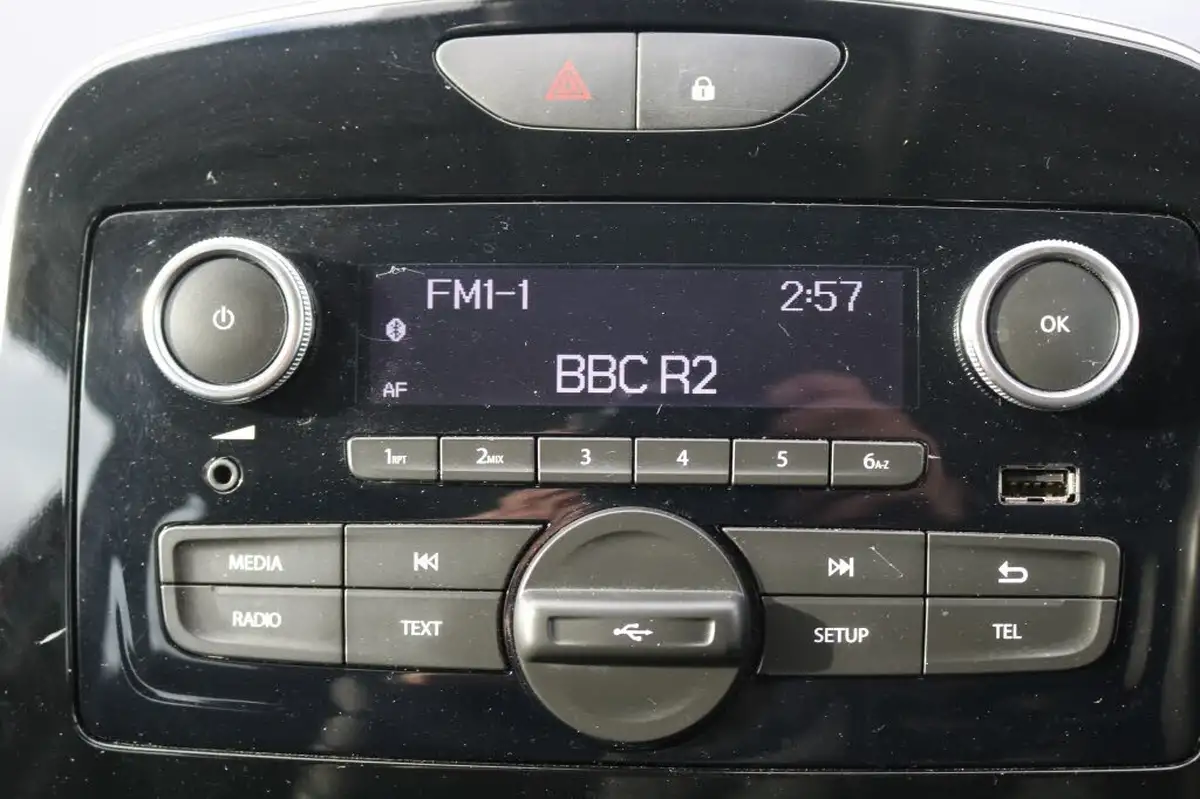 FM1-1 2:57
BBC R2
AF
OK
1RPT 2MIX 3 4 5 6A-Z
MEDIA
RADIO TEXT SETUP TEL